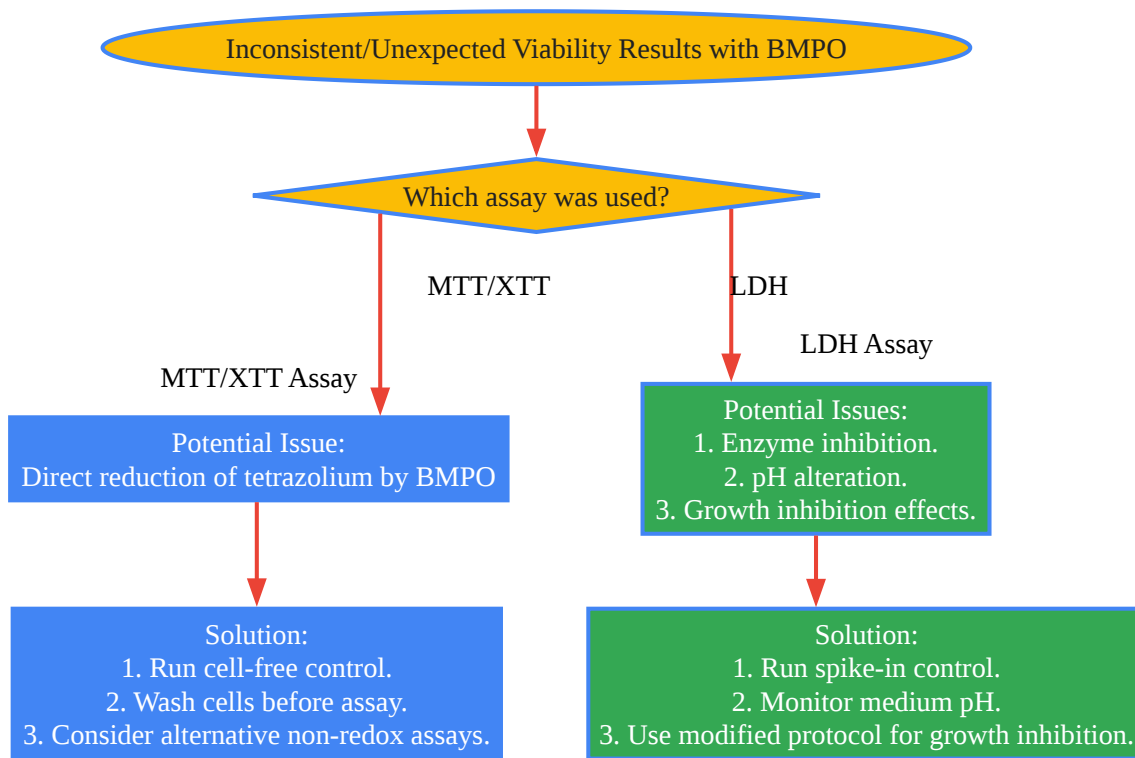 Inconsistent/Unexpected Viability Results with BMPO
Which assay was used?
MTT/XTT
LDH
LDH Assay
MTT/XTT Assay
Potential Issue:
Direct reduction of tetrazolium by BMPO
Potential Issues:
1. Enzyme inhibition.
2. pH alteration.
3. Growth inhibition effects.
Solution:
1. Run cell-free control.
2. Wash cells before assay.
3. Consider alternative non-redox assays.
Solution:
1. Run spike-in control.
2. Monitor medium pH.
3. Use modified protocol for growth inhibition.